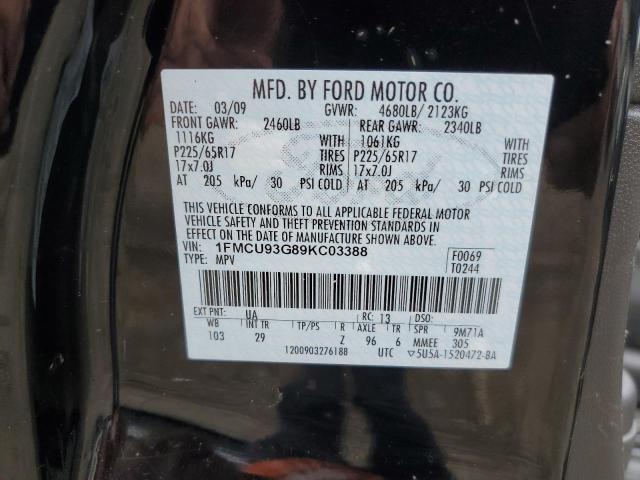 MFD. BY FORD MOTOR CO.
DATE: 03/09 GVWR: 4680LB/ 2123KG
FRONT GAWR: 2460LB REAR GAWR: 2340LB
1116KG WITH 1061KG WITH
P225/65R17 TIRES P225/65R17 TIRES
17x7.0J RIMS 17x7.0J RIMS
AT 205 kPa/ 30 PSI COLD AT 205 kPa/ 30 PSI COLD
THIS VEHICLE CONFORMS TO ALL APPLICABLE FEDERAL MOTOR
VEHICLE SAFETY AND THEFT PREVENTION STANDARDS IN
EFFECT ON THE DATE OF MANUFACTURE SHOWN ABOVE.
VIN: 1FMCU93G89KC03388 F0069
TYPE: MPV T0244
EXT PNT: UA RC: 13 DSO:
WB INT TR TP/PS R AXLE TR SPR 9M71A
103 29 Z 96 6 MMEE 305
1200903276188 UTC ▽5U5A-1520472-BA